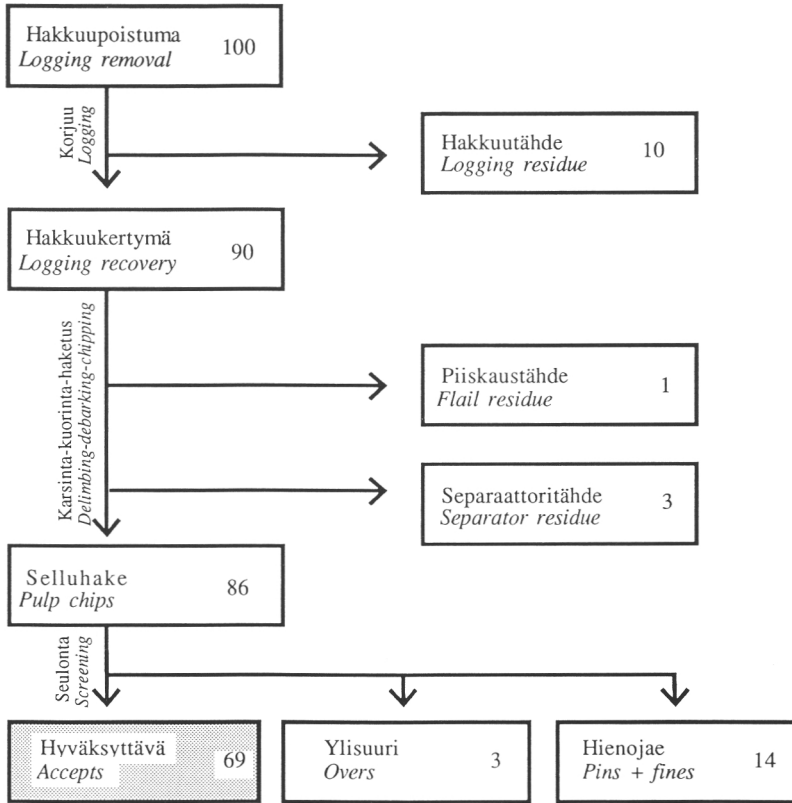 Hakkuupoistuma 100
Logging removal
Korjuu
Logging
Hakkuutähde 10
Logging residue
Hakkuukertymä 90
Logging recovery
Karsinta-kuorinta-haketus
Delimbing-debarking-chipping
Piiskaustähde 1
Flail residue
Separaattoritähde 3
Separator residue
Selluhake 86
Pulp chips
Seulonta
Screening
Hyväksyttävä 69
Accepts
Ylisuuri 3
Overs
Hienojae 14
Pins + fines